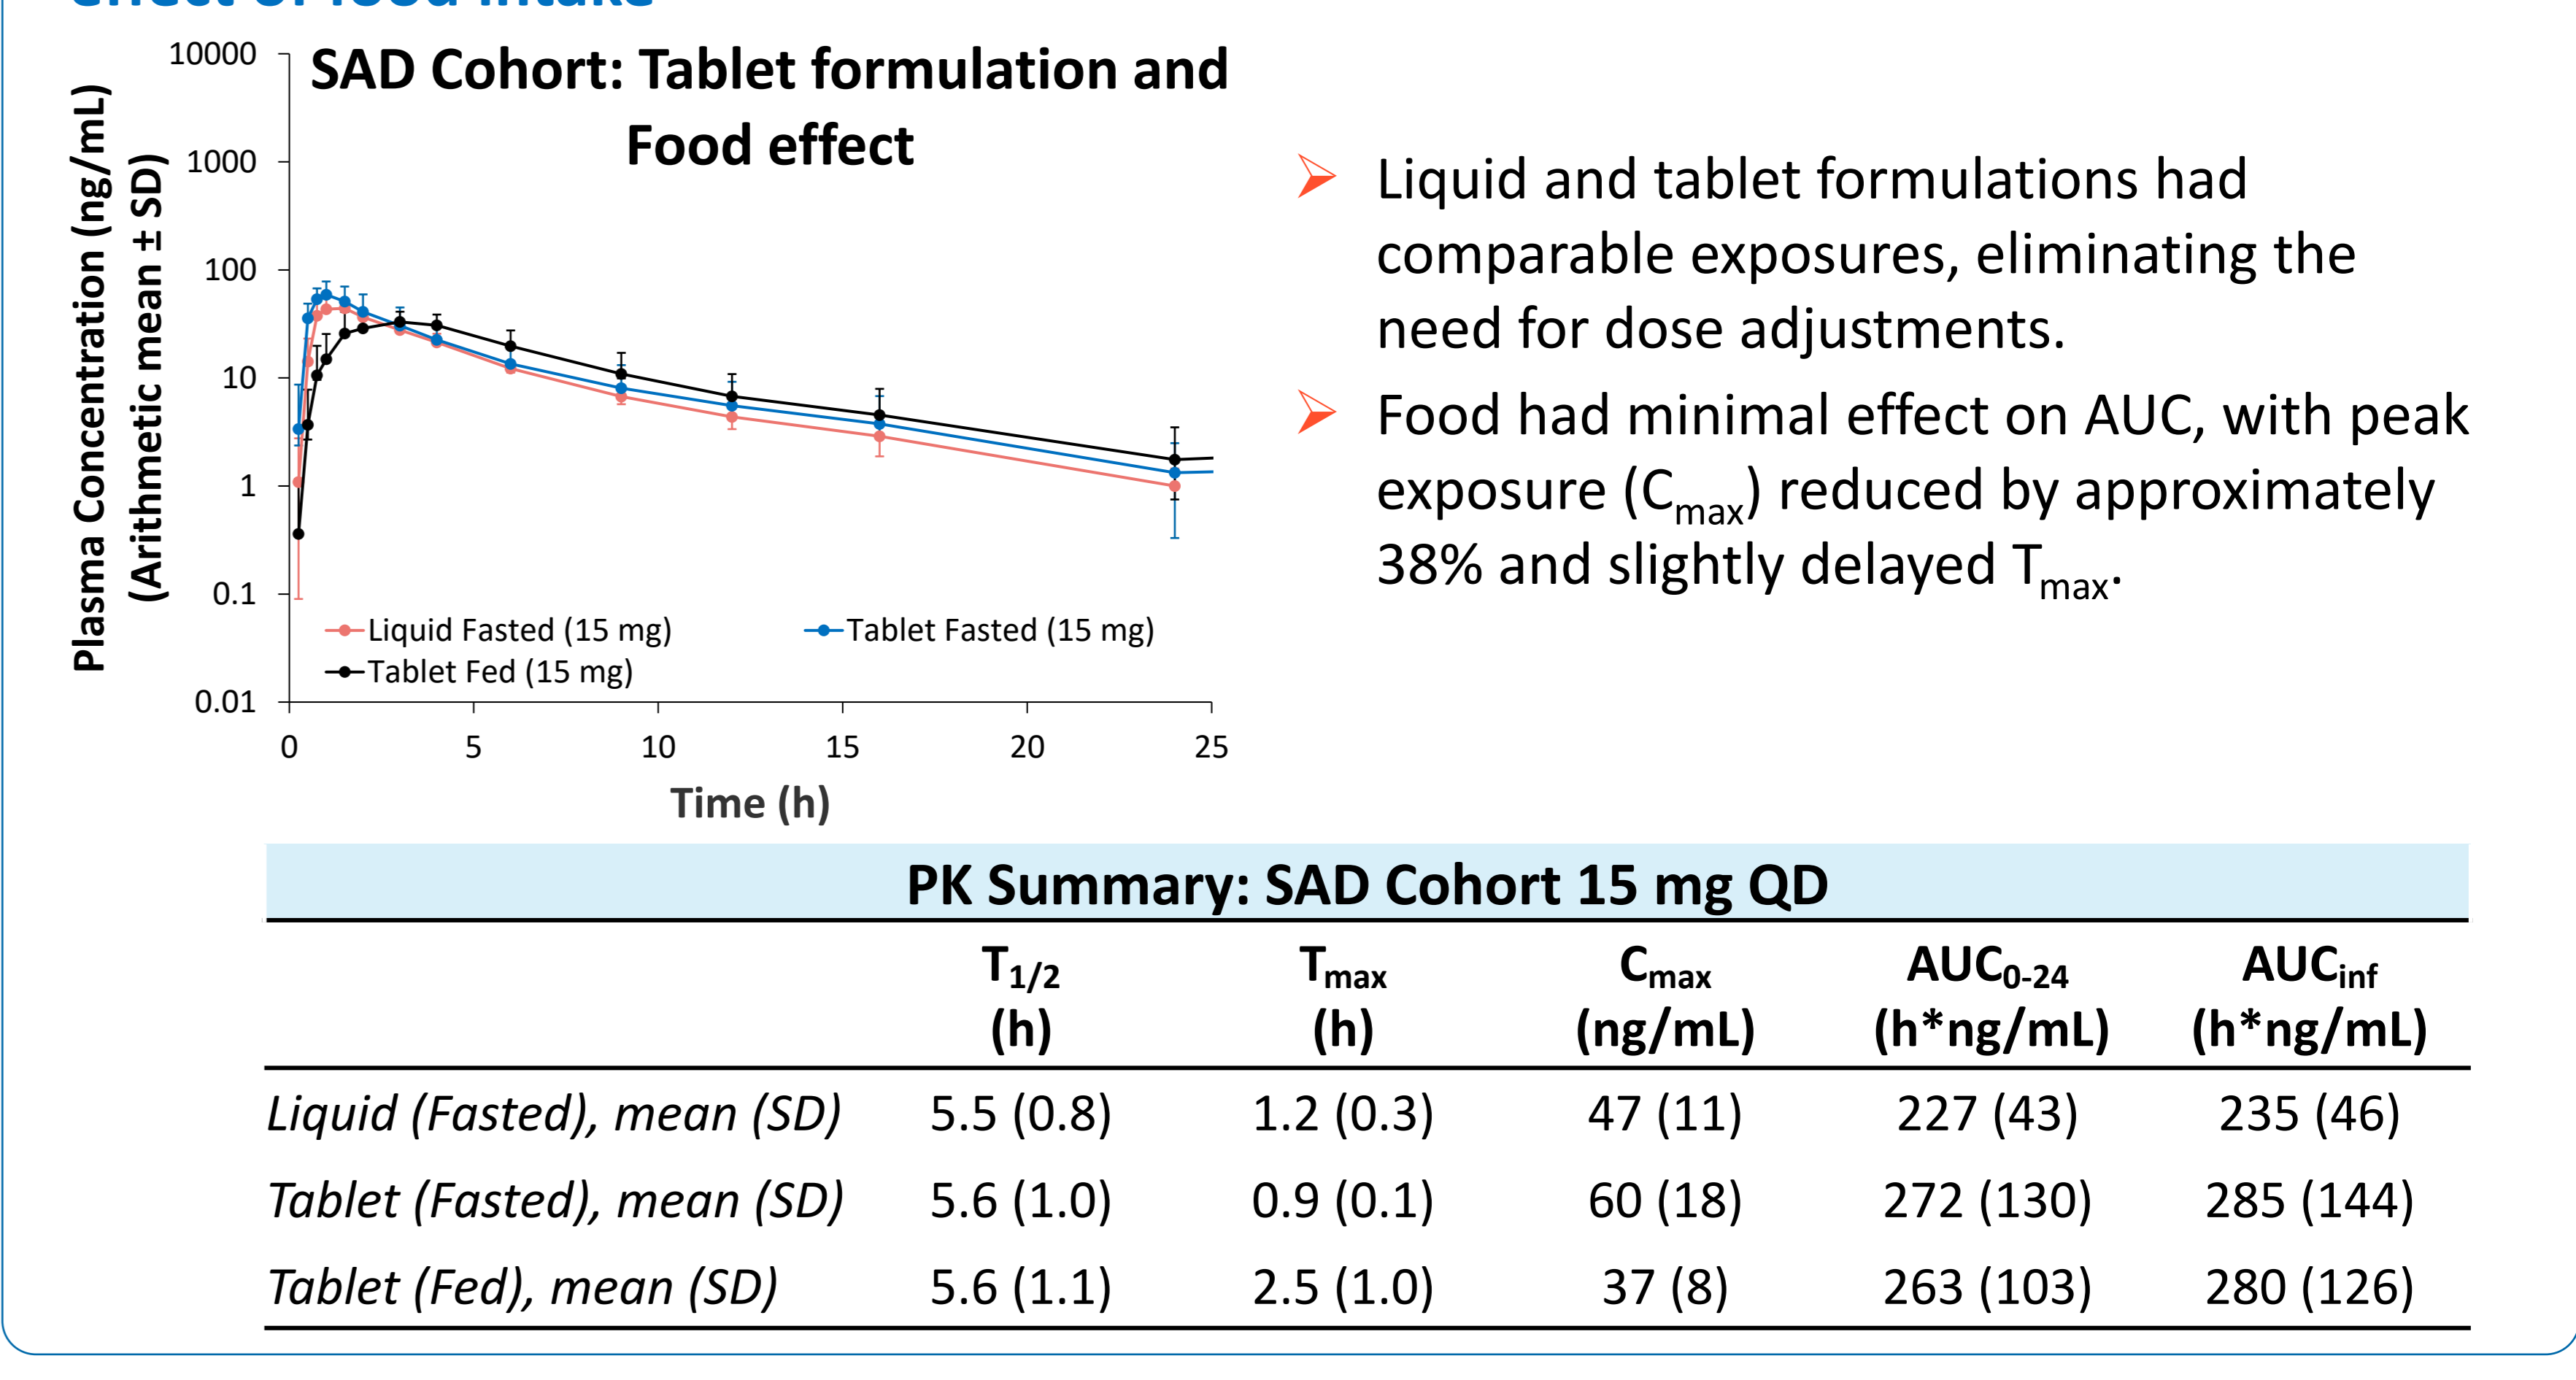 effect of food intake
SAD Cohort: Tablet formulation and
Food effect
Plasma Concentration (ng/mL)
(Arithmetic mean ± SD)
10000
1000
100
10
1
0.1
0.01
Liquid Fasted (15 mg)
Tablet Fasted (15 mg)
Tablet Fed (15 mg)
0 5 10 15 20 25
Time (h)
➢ Liquid and tablet formulations had
comparable exposures, eliminating the
need for dose adjustments.
➢ Food had minimal effect on AUC, with peak
exposure (Cmax) reduced by approximately
38% and slightly delayed Tmax.
PK Summary: SAD Cohort 15 mg QD
T1/2 Tmax Cmax AUC0-24 AUCinf
(h) (h) (ng/mL) (h*ng/mL) (h*ng/mL)
Liquid (Fasted), mean (SD) 5.5 (0.8) 1.2 (0.3) 47 (11) 227 (43) 235 (46)
Tablet (Fasted), mean (SD) 5.6 (1.0) 0.9 (0.1) 60 (18) 272 (130) 285 (144)
Tablet (Fed), mean (SD) 5.6 (1.1) 2.5 (1.0) 37 (8) 263 (103) 280 (126)